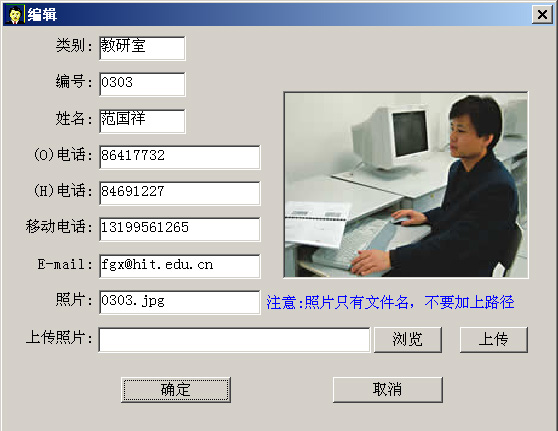 编辑
类别: 教研室
编号: 0303
姓名: 范国祥
(O)电话: 86417732
(H)电话: 84691227
移动电话: 13199561265
E-mail: fgx@hit.edu.cn
照片: 0303.jpg 注意:照片只有文件名，不要加上路径
上传照片: 浏览 上传
确定 取消